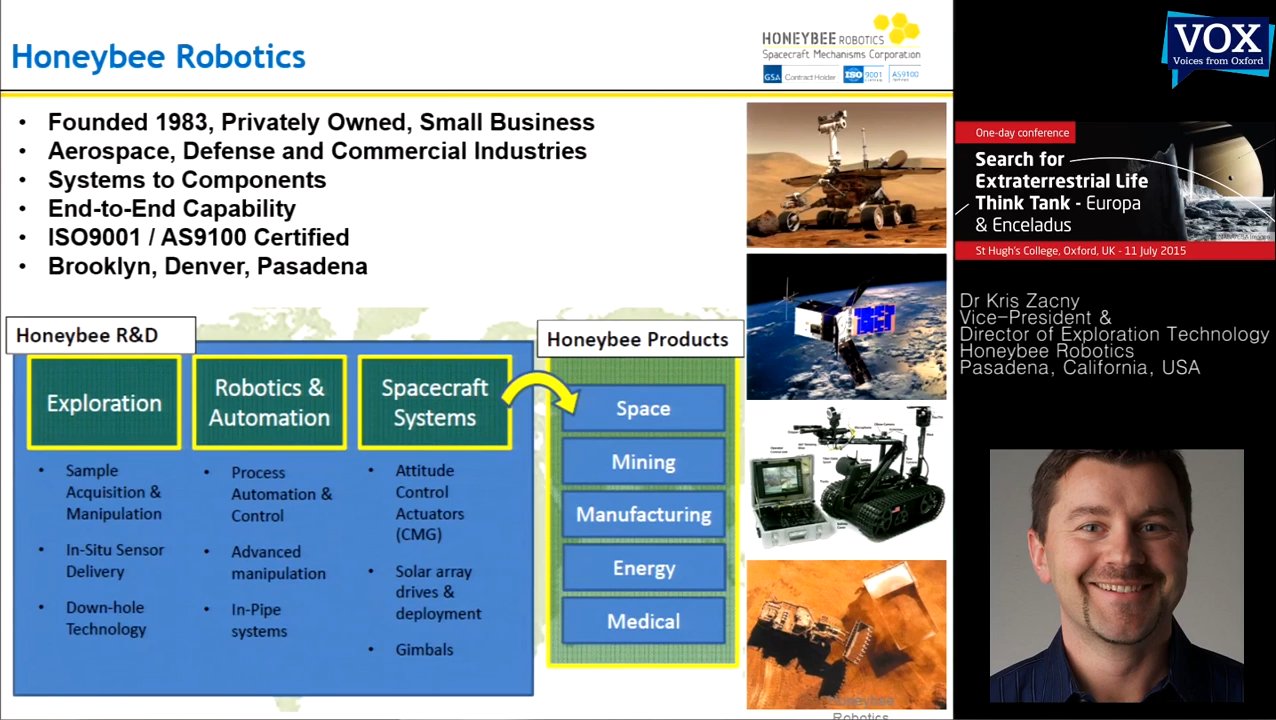 Honeybee Robotics
HONEYBEE ROBOTICS
Spacecraft Mechanisms Corporation
GSA Contract Holder ISO 9001 AS9100
• Founded 1983, Privately Owned, Small Business
• Aerospace, Defense and Commercial Industries
• Systems to Components
• End-to-End Capability
• ISO9001 / AS9100 Certified
• Brooklyn, Denver, Pasadena
Honeybee R&D
Exploration
• Sample
Acquisition &
Manipulation
• In-Situ Sensor
Delivery
• Down-hole
Technology
Robotics &
Automation
• Process
Automation &
Control
• Advanced
manipulation
• In-Pipe
systems
Spacecraft
Systems
• Attitude
Control
Actuators
(CMG)
• Solar array
drives &
deployment
• Gimbals
Honeybee Products
Space
Mining
Manufacturing
Energy
Medical
Honeybee
Robotics
VOX
Voices from Oxford
One-day conference
Search for
Extraterrestrial Life
Think Tank - Europa
& Enceladus
St Hugh's College, Oxford, UK - 11 July 2015
Dr Kris Zacny
Vice-President &
Director of Exploration Technology
Honeybee Robotics
Pasadena, California, USA